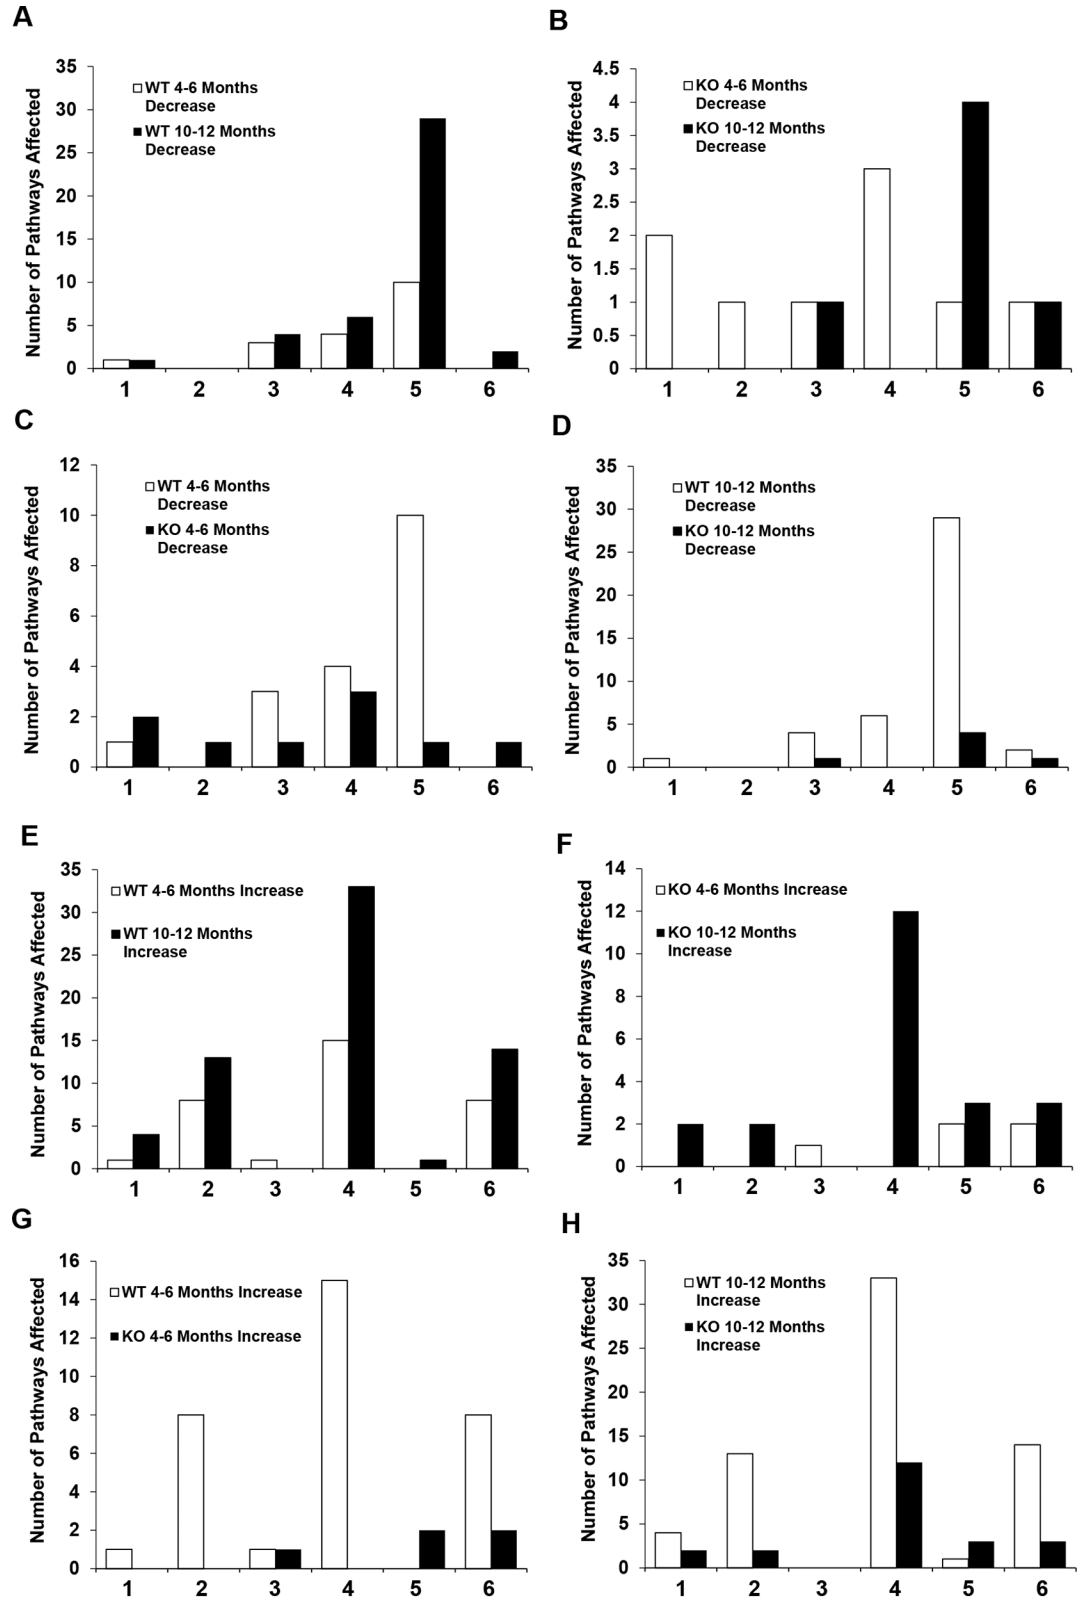 A
Number of Pathways Affected
35
30
25
20
15
10
5
0
WT 4-6 Months
Decrease
WT 10-12 Months
Decrease
1 2 3 4 5 6
B
Number of Pathways Affected
4.5
4
3.5
3
2.5
2
1.5
1
0.5
0
KO 4-6 Months
Decrease
KO 10-12 Months
Decrease
1 2 3 4 5 6
C
Number of Pathways Affected
12
10
8
6
4
2
0
WT 4-6 Months
Decrease
KO 4-6 Months
Decrease
1 2 3 4 5 6
D
Number of Pathways Affected
35
30
25
20
15
10
5
0
WT 10-12 Months
Decrease
KO 10-12 Months
Decrease
1 2 3 4 5 6
E
Number of Pathways Affected
35
30
25
20
15
10
5
0
WT 4-6 Months Increase
WT 10-12 Months
Increase
1 2 3 4 5 6
F
Number of Pathways Affected
14
12
10
8
6
4
2
0
KO 4-6 Months Increase
KO 10-12 Months
Increase
1 2 3 4 5 6
G
Number of Pathways Affected
16
14
12
10
8
6
4
2
0
WT 4-6 Months Increase
KO 4-6 Months Increase
1 2 3 4 5 6
H
Number of Pathways Affected
35
30
25
20
15
10
5
0
WT 10-12 Months
Increase
KO 10-12 Months
Increase
1 2 3 4 5 6